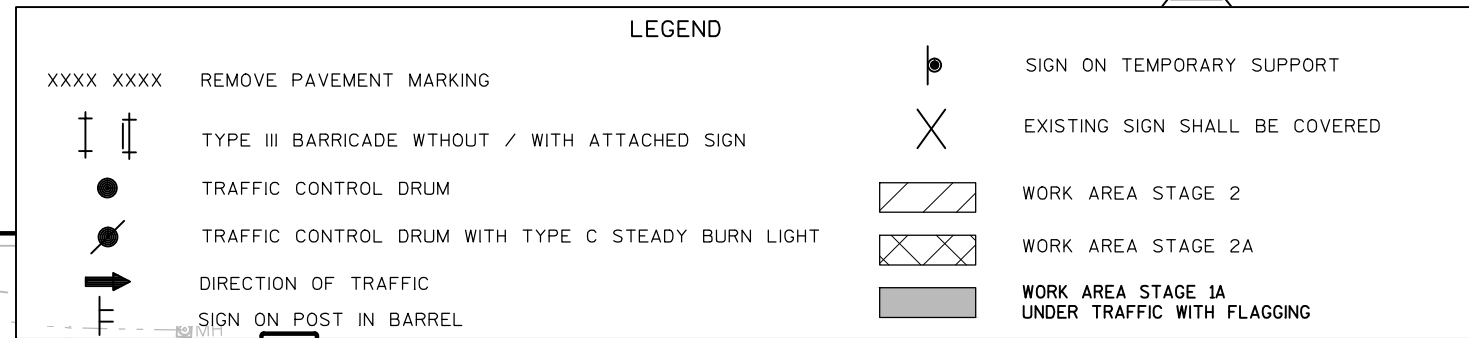 LEGEND
XXXX XXXX REMOVE PAVEMENT MARKING
TYPE III BARRICADE WTHOUT / WITH ATTACHED SIGN
TRAFFIC CONTROL DRUM
TRAFFIC CONTROL DRUM WITH TYPE C STEADY BURN LIGHT
DIRECTION OF TRAFFIC
SIGN ON POST IN BARREL
MH
SIGN ON TEMPORARY SUPPORT
EXISTING SIGN SHALL BE COVERED
WORK AREA STAGE 2
WORK AREA STAGE 2A
WORK AREA STAGE 1A
UNDER TRAFFIC WITH FLAGGING